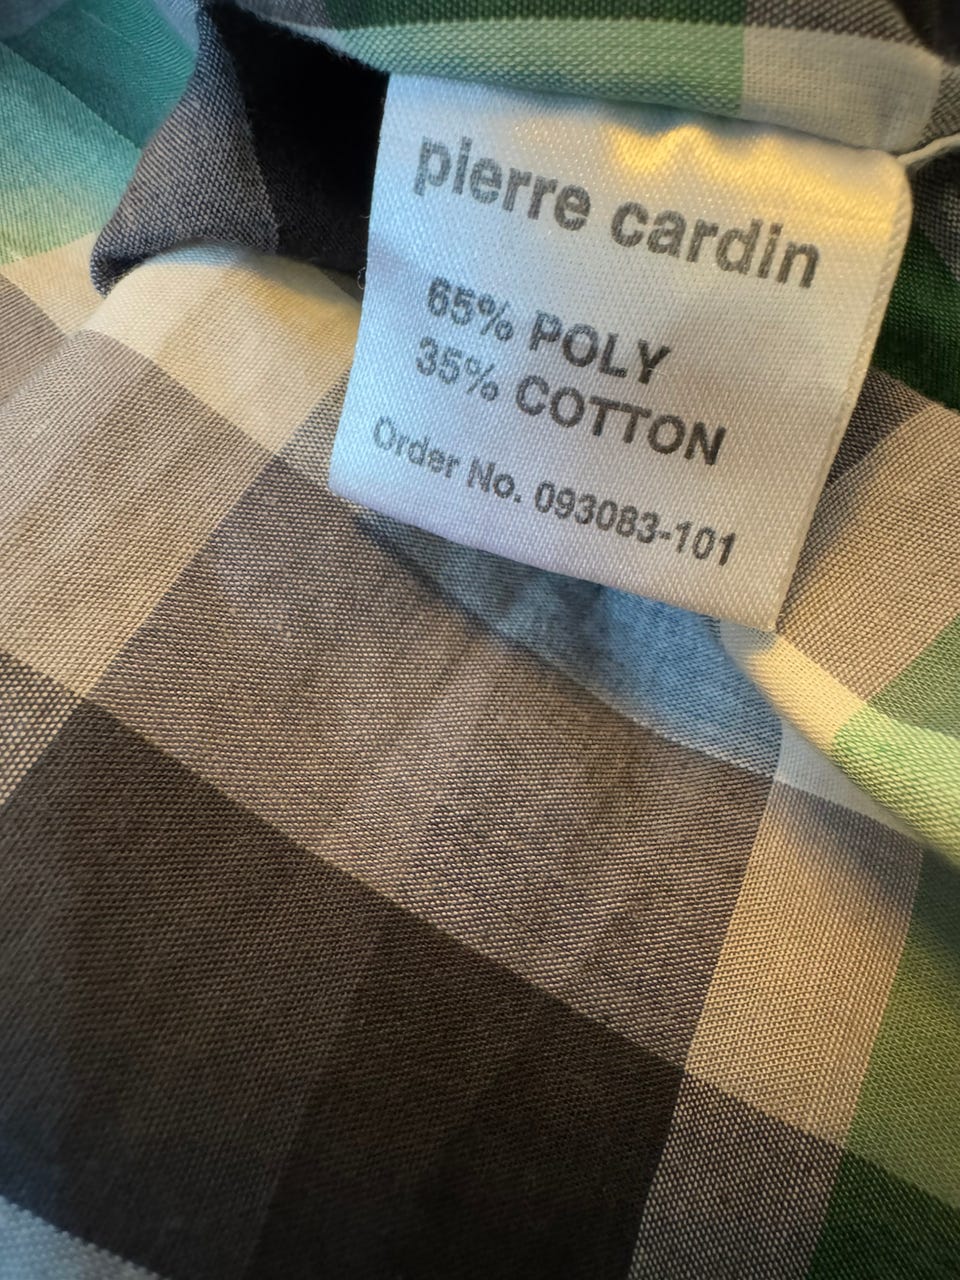 pierre cardin
65% POLY
35% COTTON
Order No. 093083-101